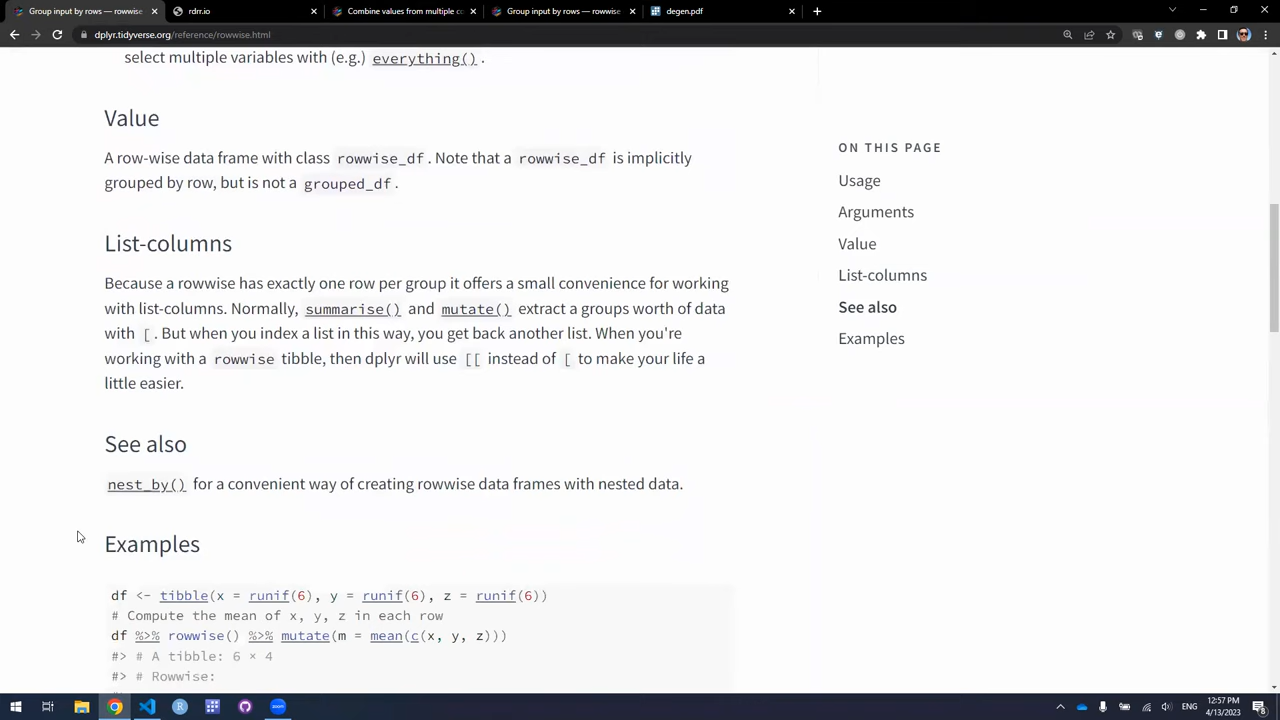 Group input by rows — rowwise
rdrr.io
Combine values from multiple co
Group input by rows — rowwise
degen.pdf
dplyr.tidyverse.org/reference/rowwise.html
select multiple variables with (e.g.) everything() .
Value
A row-wise data frame with class rowwise_df . Note that a rowwise_df is implicitly
grouped by row, but is not a grouped_df .
List-columns
Because a rowwise has exactly one row per group it offers a small convenience for working
with list-columns. Normally, summarise() and mutate() extract a groups worth of data
with [ . But when you index a list in this way, you get back another list. When you're
working with a rowwise tibble, then dplyr will use [[ instead of [ to make your life a
little easier.
See also
nest_by() for a convenient way of creating rowwise data frames with nested data.
Examples
df <- tibble(x = runif(6), y = runif(6), z = runif(6))
# Compute the mean of x, y, z in each row
df %>% rowwise() %>% mutate(m = mean(c(x, y, z)))
#> # A tibble: 6 × 4
#> # Rowwise:
ON THIS PAGE
Usage
Arguments
Value
List-columns
See also
Examples
zoom
ENG
12:57 PM
4/13/2023